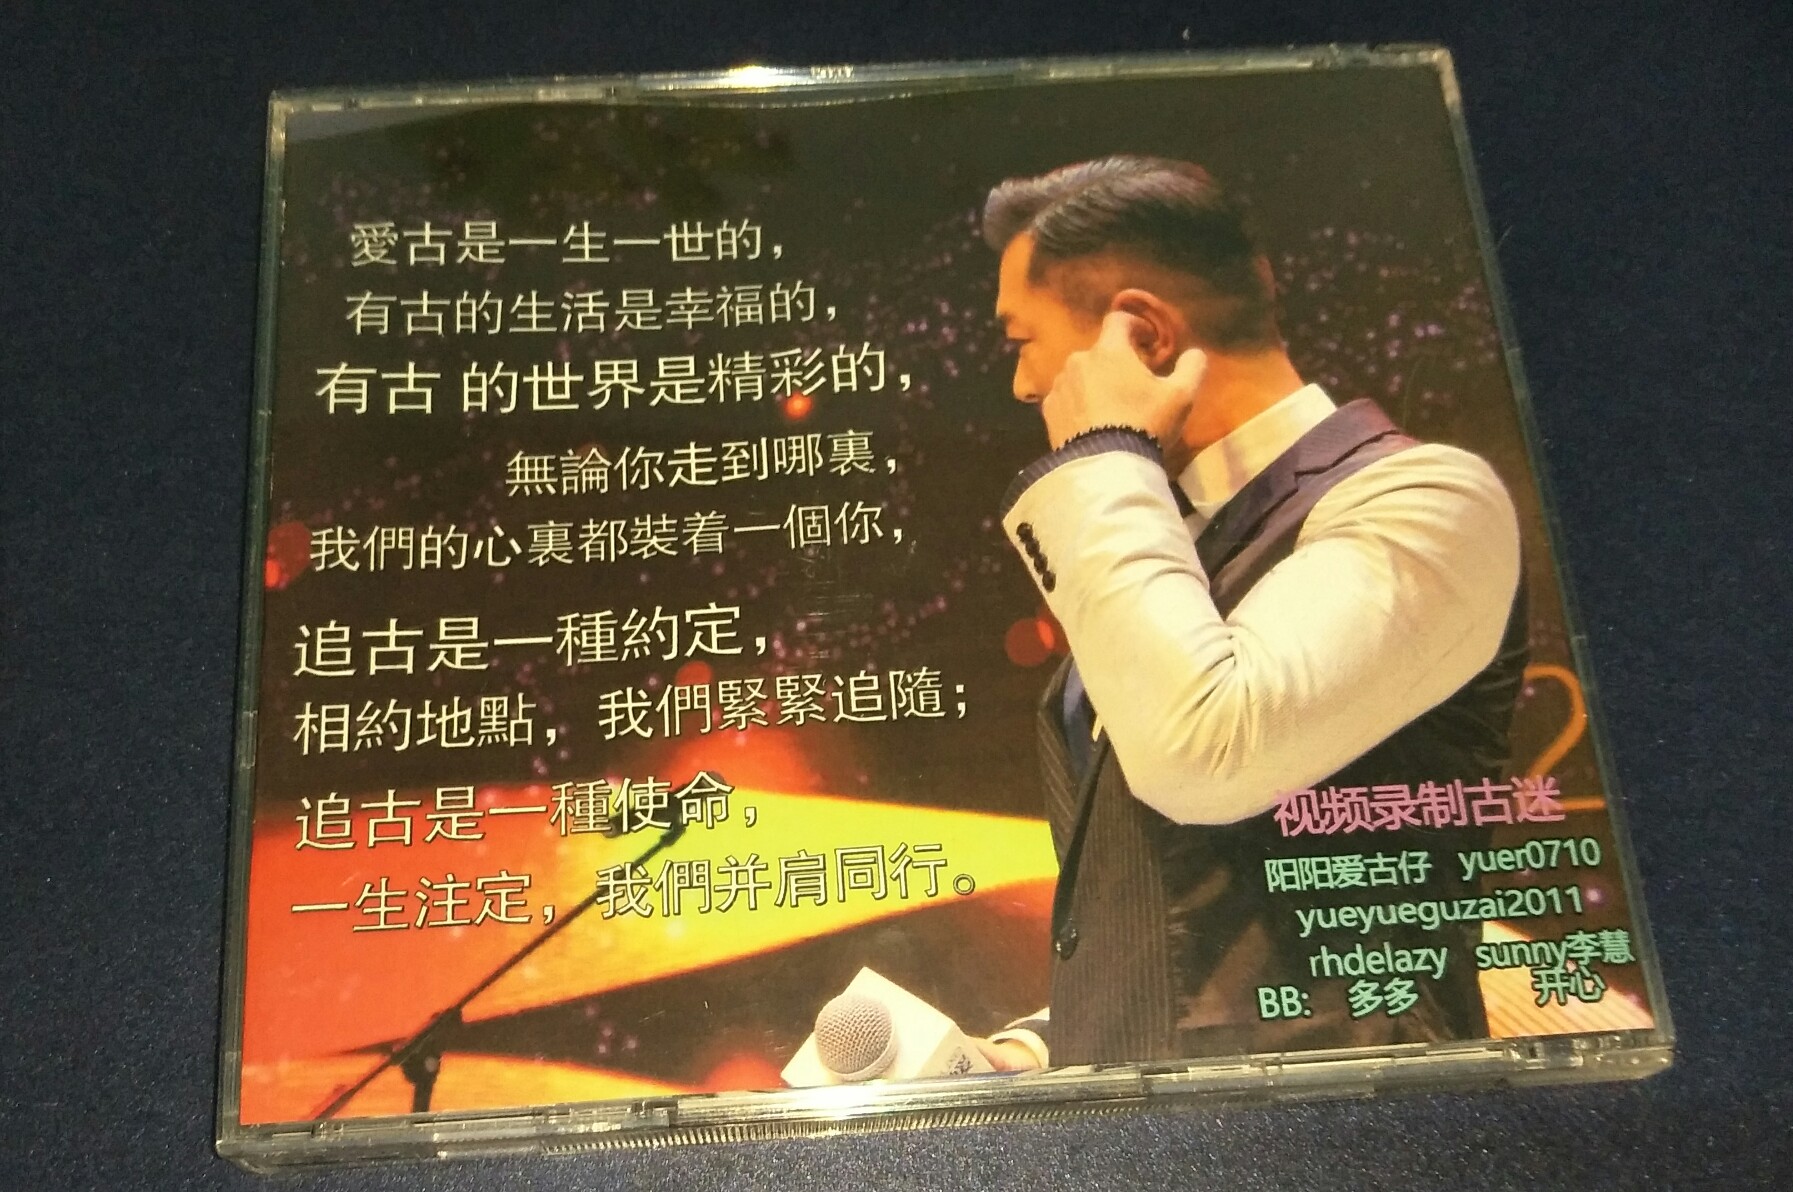 愛古是一生一世的，
有古的生活是幸福的，
有古 的世界是精彩的，
無論你走到哪裏，
我們的心裏都裝着一個你，
追古是一種約定，
相約地點，我們緊緊追隨；
追古是一種使命，
一生注定，我們并肩同行。
视频录制古迷
阳阳爱古仔 yuer0710
yueyueguzai2011
rhdelazy sunny李慧
BB: 多多 开心
2